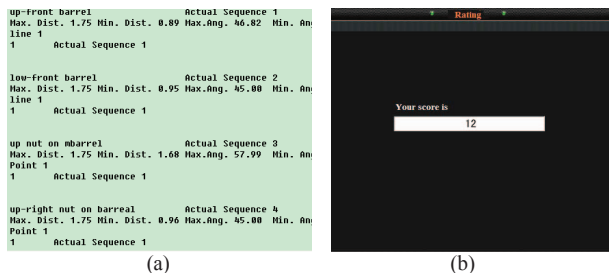 up-front barrel Actual Sequence 1
Max. Dist. 1.75 Min. Dist. 0.89 Max.Ang. 46.82 Min. Ang
line 1
1 Actual Sequence 1
low-front barrel Actual Sequence 2
Max. Dist. 1.75 Min. Dist. 0.95 Max.Ang. 45.00 Min. An
line 1
1 Actual Sequence 1
up nut on mbarrel Actual Sequence 3
Max. Dist. 1.75 Min. Dist. 1.68 Max.Ang. 57.99 Min. An
Point 1
1 Actual Sequence 1
up-right nut on barreal Actual Sequence 4
Max. Dist. 1.75 Min. Dist. 0.96 Max.Ang. 45.00 Min. An
Point 1
1 Actual Sequence 1
(a)
Rating
Your score is
12
(b)